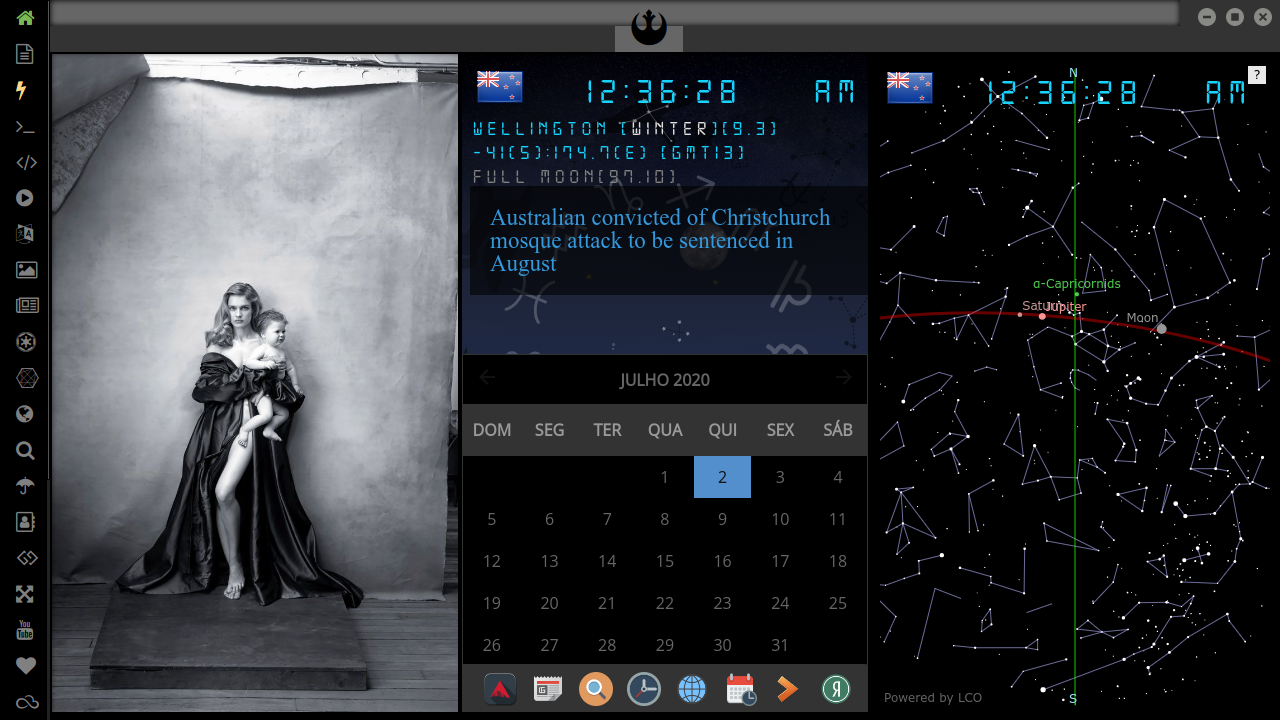 12:36:28 AM
WELLINGTON [WINTER][9.3]
-41(S):174.7(E) [GMT13]
FULL MOON[97.10]
Australian convicted of Christchurch
mosque attack to be sentenced in
August
JULHO 2020
DOM SEG TER QUA QUI SEX SÁB
1 2 3 4
5 6 7 8 9 10 11
12 13 14 15 16 17 18
19 20 21 22 23 24 25
26 27 28 29 30 31
12:36:28 AM
N
?
α-Capricornids
Saturn
Jupiter
Moon
S
Powered by LCO
You
Tube